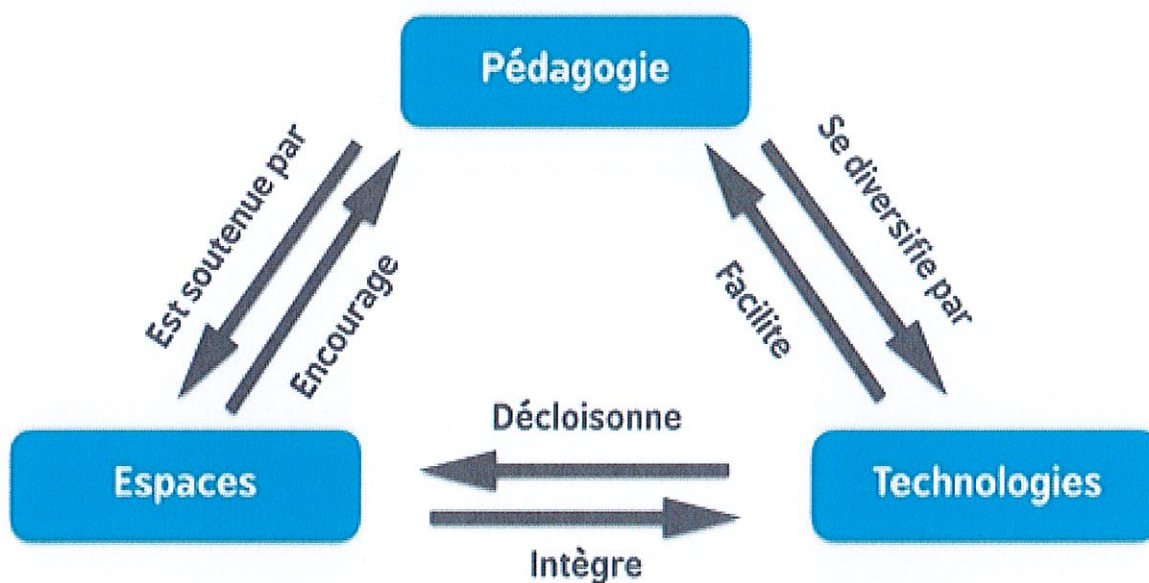 Pédagogie
Est soutenue par
Encourage
Se diversifie par
Facilite
Décloisonne
Espaces
Technologies
Intègre